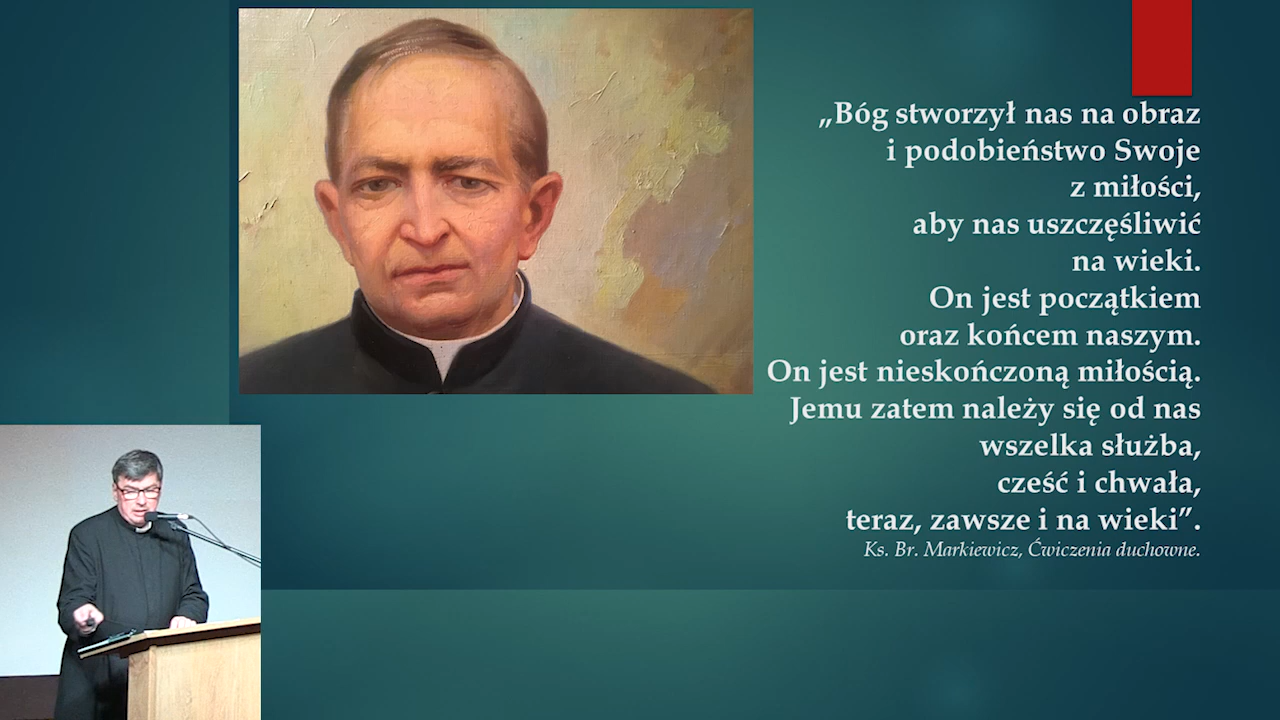 „Bóg stworzył nas na obraz
i podobieństwo Swoje
z miłości,
aby nas uszczęśliwić
na wieki.
On jest początkiem
oraz końcem naszym.
On jest nieskończoną miłością.
Jemu zatem należy się od nas
wszelka służba,
cześć i chwała,
teraz, zawsze i na wieki”.
Ks. Br. Markiewicz, Ćwiczenia duchowne.